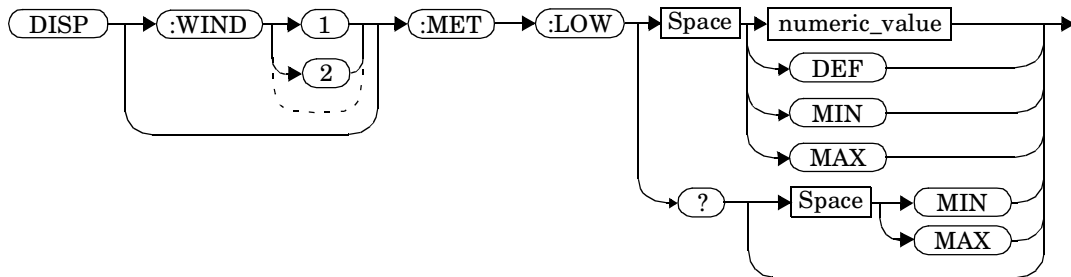 DISP :WIND 1 :MET :LOW Space numeric_value
2 DEF
MIN
MAX
? Space MIN
MAX